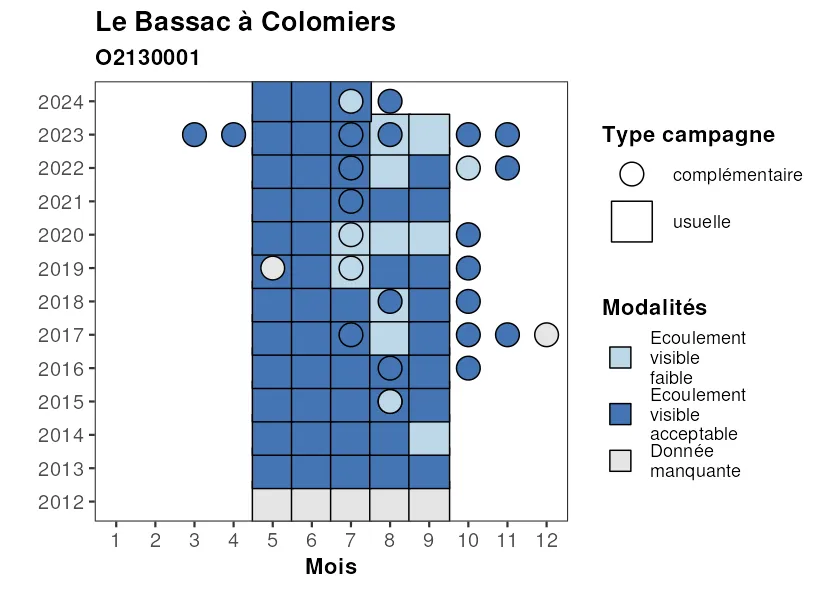 Le Bassac à Colomiers
O2130001
2024
2023
2022
2021
2020
2019
2018
2017
2016
2015
2014
2013
2012
1 2 3 4 5 6 7 8 9 10 11 12
Mois
Type campagne
complémentaire
usuelle
Modalités
Ecoulement
visible
faible
Ecoulement
visible
acceptable
Donnée
manquante